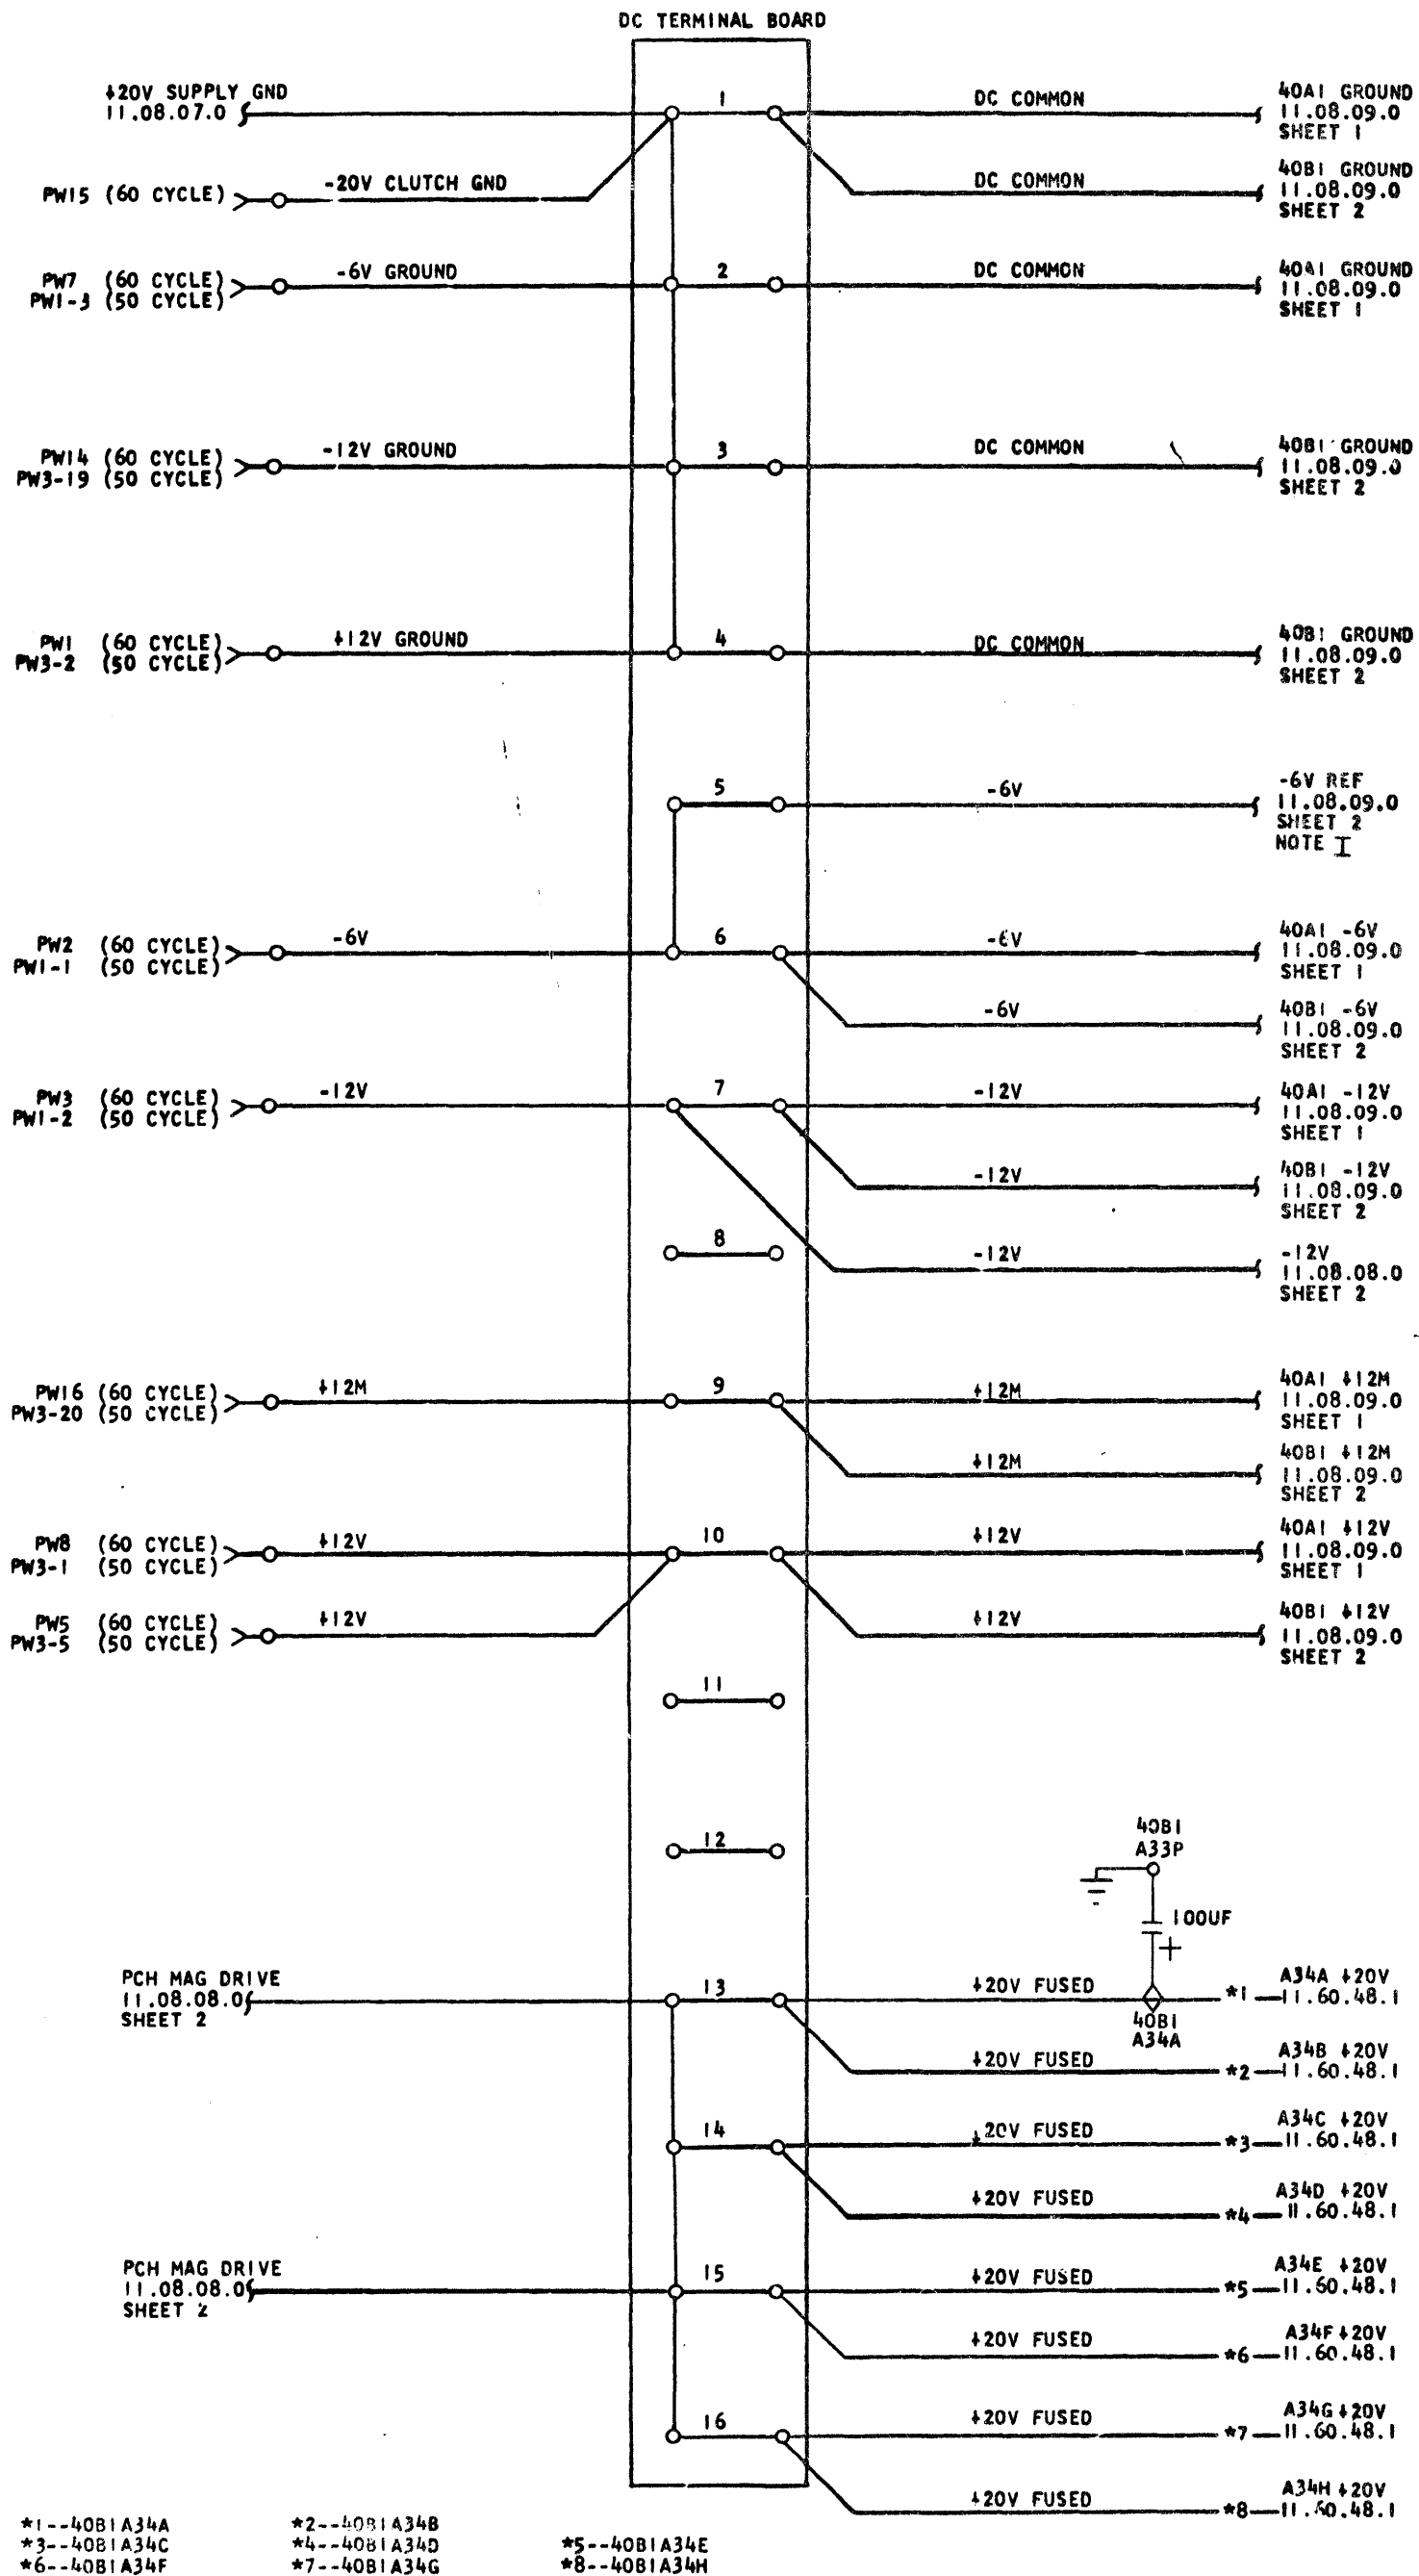 DC TERMINAL BOARD
+20V SUPPLY GND
11.08.07.0
1
DC COMMON
40A1 GROUND
11.08.09.0
SHEET 1
PW15 (60 CYCLE)
-20V CLUTCH GND
DC COMMON
40B1 GROUND
11.08.09.0
SHEET 2
PW7 (60 CYCLE)
PW1-3 (50 CYCLE)
-6V GROUND
2
DC COMMON
40A1 GROUND
11.08.09.0
SHEET 1
PW14 (60 CYCLE)
PW3-19 (50 CYCLE)
-12V GROUND
3
DC COMMON
40B1 GROUND
11.08.09.0
SHEET 2
PW1 (60 CYCLE)
PW3-2 (50 CYCLE)
+12V GROUND
4
DC COMMON
40B1 GROUND
11.08.09.0
SHEET 2
5
-6V
-6V REF
11.08.09.0
SHEET 2
NOTE I
PW2 (60 CYCLE)
PW1-1 (50 CYCLE)
-6V
6
-6V
40A1 -6V
11.08.09.0
SHEET 1
-6V
40B1 -6V
11.08.09.0
SHEET 2
PW3 (60 CYCLE)
PW1-2 (50 CYCLE)
-12V
7
-12V
40A1 -12V
11.08.09.0
SHEET 1
-12V
40B1 -12V
11.08.09.0
SHEET 2
8
-12V
-12V
11.08.08.0
SHEET 2
PW16 (60 CYCLE)
PW3-20 (50 CYCLE)
+12M
9
+12M
40A1 +12M
11.08.09.0
SHEET 1
+12M
40B1 +12M
11.08.09.0
SHEET 2
PW8 (60 CYCLE)
PW3-1 (50 CYCLE)
+12V
10
+12V
40A1 +12V
11.08.09.0
SHEET 1
PW5 (60 CYCLE)
PW3-5 (50 CYCLE)
+12V
+12V
40B1 +12V
11.08.09.0
SHEET 2
11
12
40B1
A33P
100UF
+
PCH MAG DRIVE
11.08.08.0
SHEET 2
13
+20V FUSED
40B1
A34A
*1
A34A +20V
11.60.48.1
+20V FUSED
*2
A34B +20V
11.60.48.1
14
+20V FUSED
*3
A34C +20V
11.60.48.1
+20V FUSED
*4
A34D +20V
11.60.48.1
PCH MAG DRIVE
11.08.08.0
SHEET 2
15
+20V FUSED
*5
A34E +20V
11.60.48.1
+20V FUSED
*6
A34F +20V
11.60.48.1
16
+20V FUSED
*7
A34G +20V
11.60.48.1
+20V FUSED
*8
A34H +20V
11.60.48.1
*1--40B1A34A *2--40B1A34B
*3--40B1A34C *4--40B1A34D *5--40B1A34E
*6--40B1A34F *7--40B1A34G *8--40B1A34H